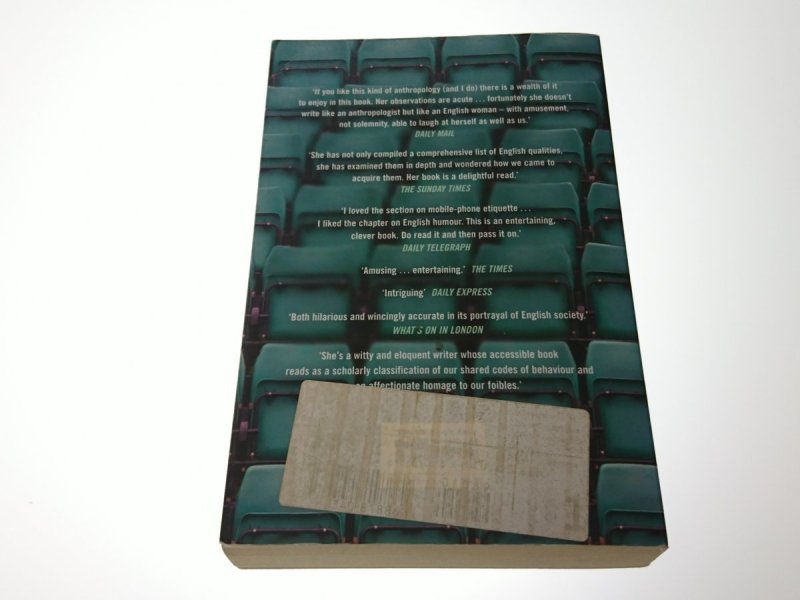 ‘If you like this kind of anthropology (and I do) there is a wealth of it
to enjoy in this book. Her observations are acute ... fortunately she doesn’t
write like an anthropologist but like an English woman – with amusement,
not solemnity, able to laugh at herself as well as us.’
DAILY MAIL
‘She has not only compiled a comprehensive list of English qualities,
she has examined them in depth and wondered how we came to
acquire them. Her book is a delightful read.’
THE SUNDAY TIMES
‘I loved the section on mobile-phone etiquette ...
I liked the chapter on English humour. This is an entertaining,
clever book. Do read it and then pass it on.’
DAILY TELEGRAPH
‘Amusing ... entertaining.’ THE TIMES
‘Intriguing’ DAILY EXPRESS
‘Both hilarious and wincingly accurate in its portrayal of English society.’
WHAT’S ON IN LONDON
‘She’s a witty and eloquent writer whose accessible book
reads as a scholarly classification of our shared codes of behaviour and
an affectionate homage to our foibles.’